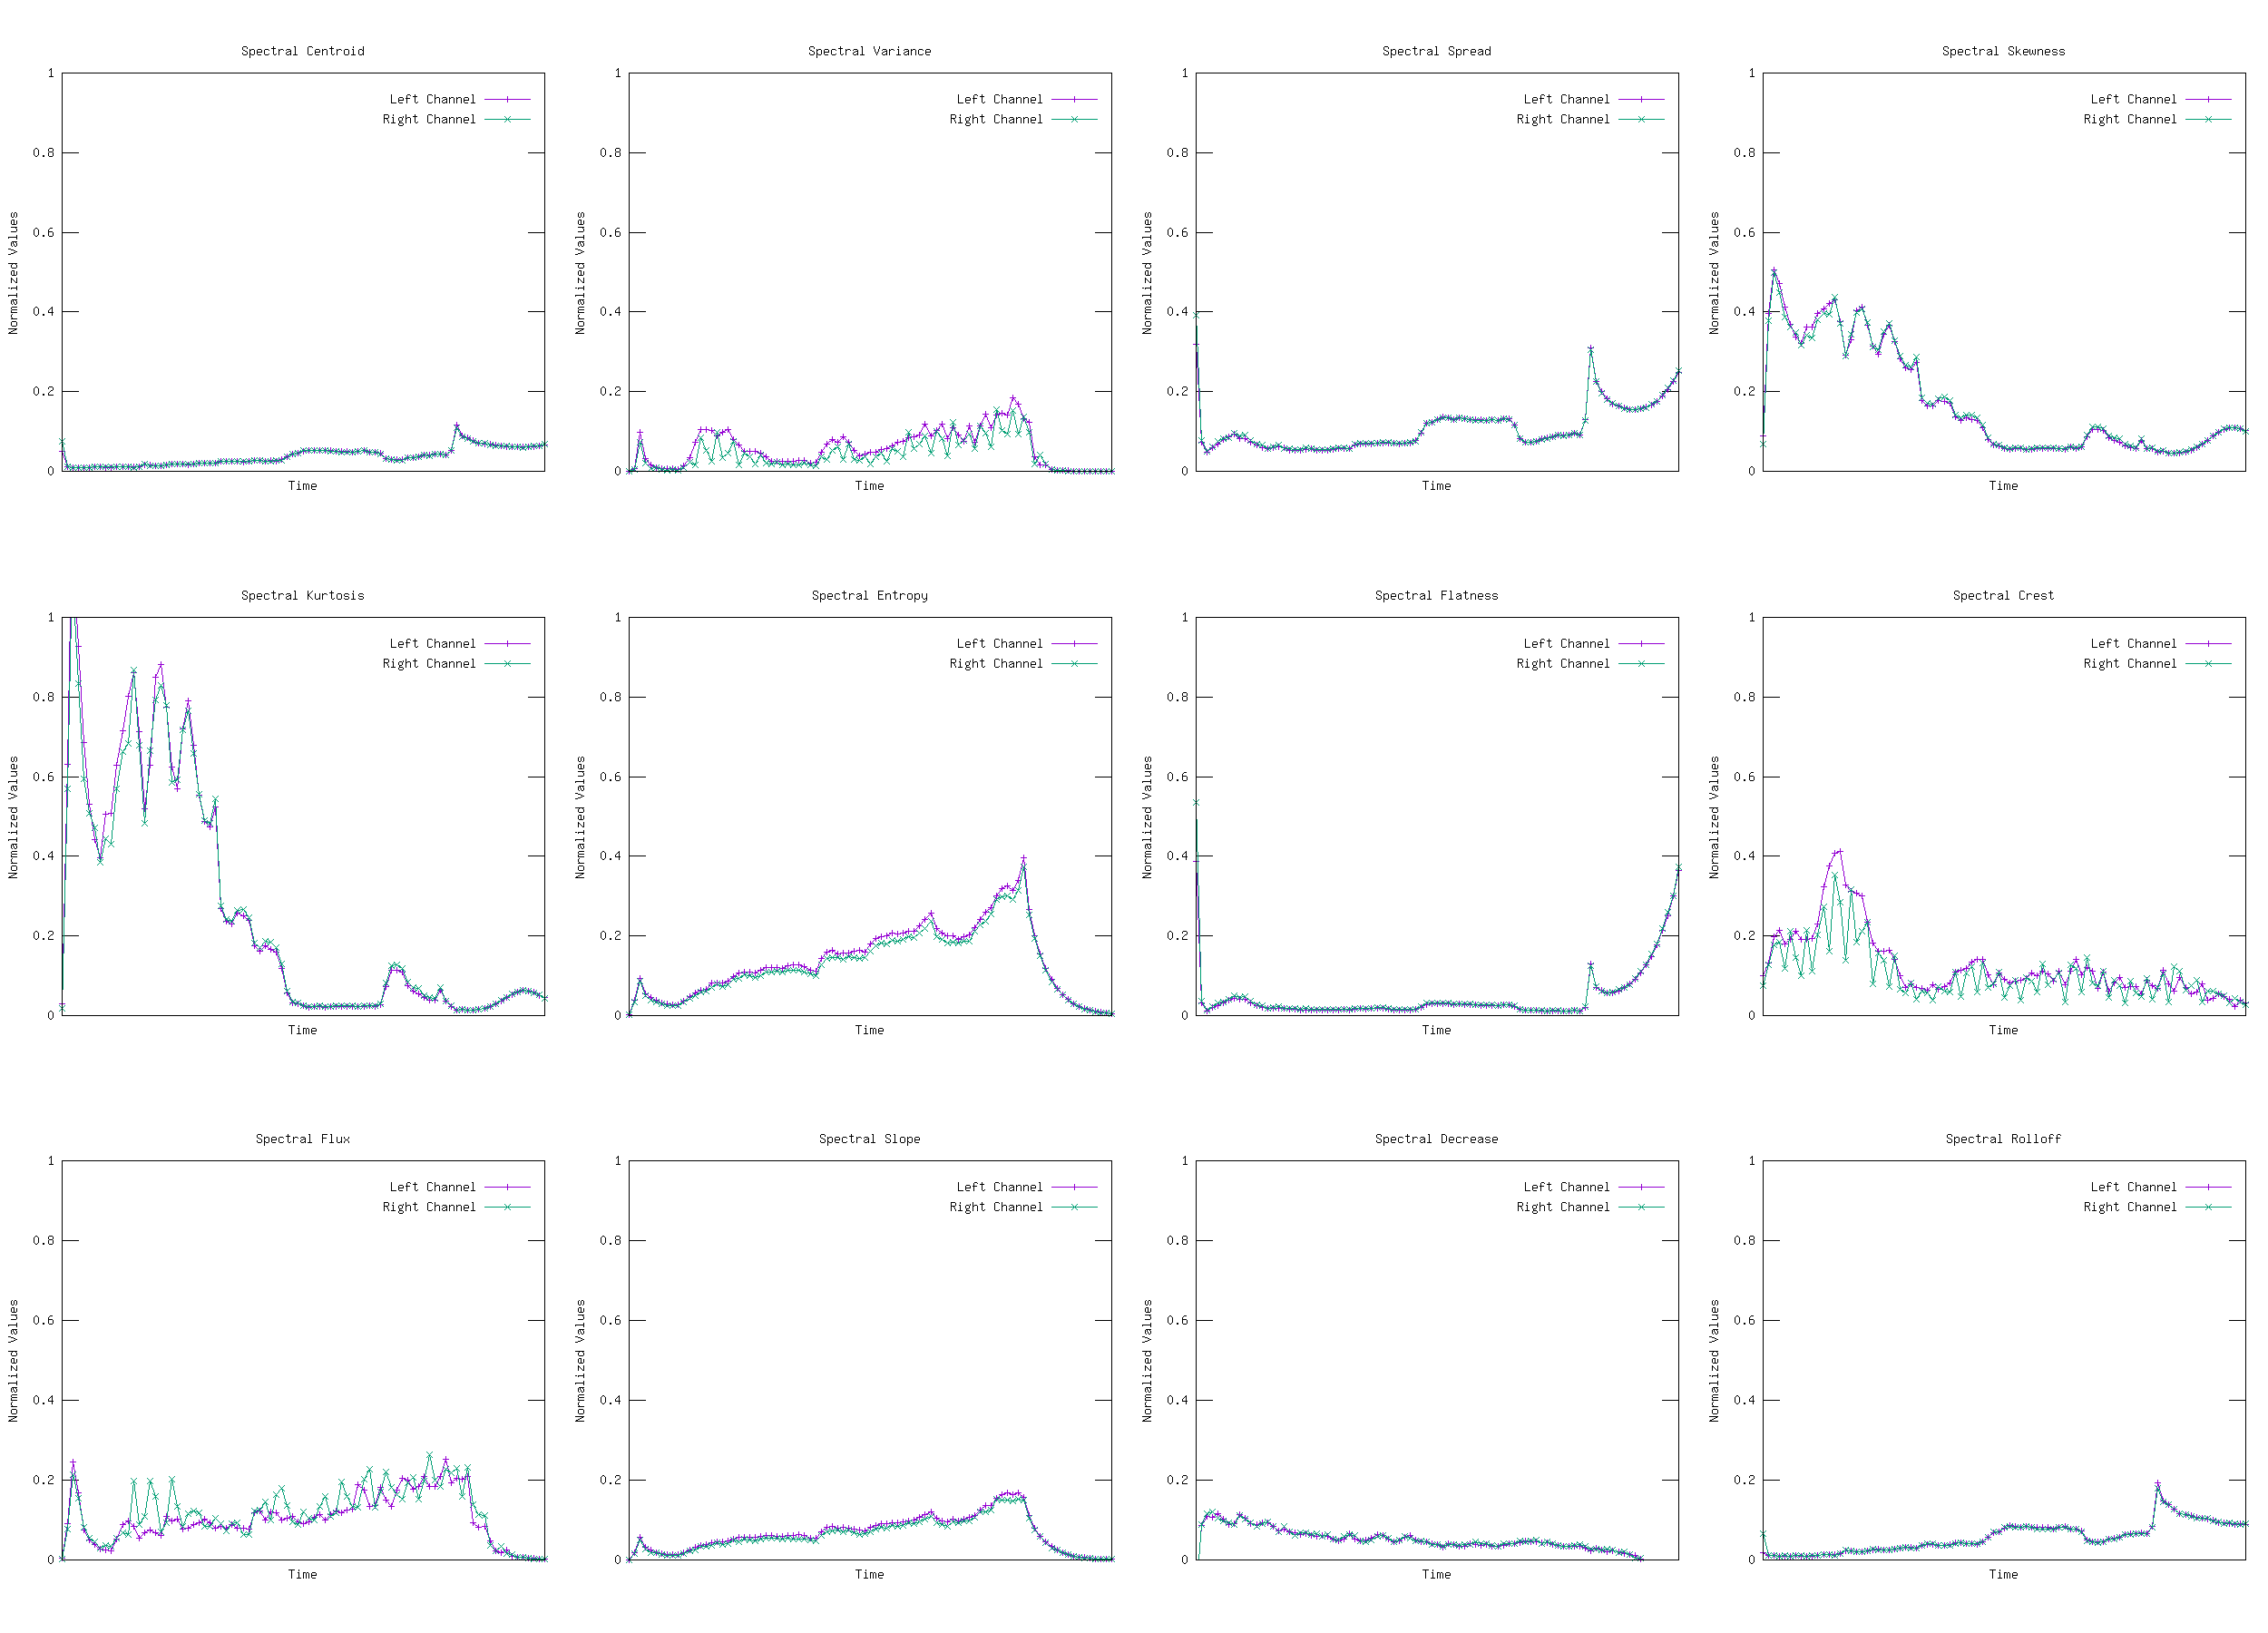 Spectral Centroid
1
0.8
0.6
0.4
0.2
0
Normalized Values
Time
Left Channel
Right Channel
Spectral Variance
1
0.8
0.6
0.4
0.2
0
Normalized Values
Time
Left Channel
Right Channel
Spectral Spread
1
0.8
0.6
0.4
0.2
0
Normalized Values
Time
Left Channel
Right Channel
Spectral Skewness
1
0.8
0.6
0.4
0.2
0
Normalized Values
Time
Left Channel
Right Channel
Spectral Kurtosis
1
0.8
0.6
0.4
0.2
0
Normalized Values
Time
Left Channel
Right Channel
Spectral Entropy
1
0.8
0.6
0.4
0.2
0
Normalized Values
Time
Left Channel
Right Channel
Spectral Flatness
1
0.8
0.6
0.4
0.2
0
Normalized Values
Time
Left Channel
Right Channel
Spectral Crest
1
0.8
0.6
0.4
0.2
0
Normalized Values
Time
Left Channel
Right Channel
Spectral Flux
1
0.8
0.6
0.4
0.2
0
Normalized Values
Time
Left Channel
Right Channel
Spectral Slope
1
0.8
0.6
0.4
0.2
0
Normalized Values
Time
Left Channel
Right Channel
Spectral Decrease
1
0.8
0.6
0.4
0.2
0
Normalized Values
Time
Left Channel
Right Channel
Spectral Rolloff
1
0.8
0.6
0.4
0.2
0
Normalized Values
Time
Left Channel
Right Channel